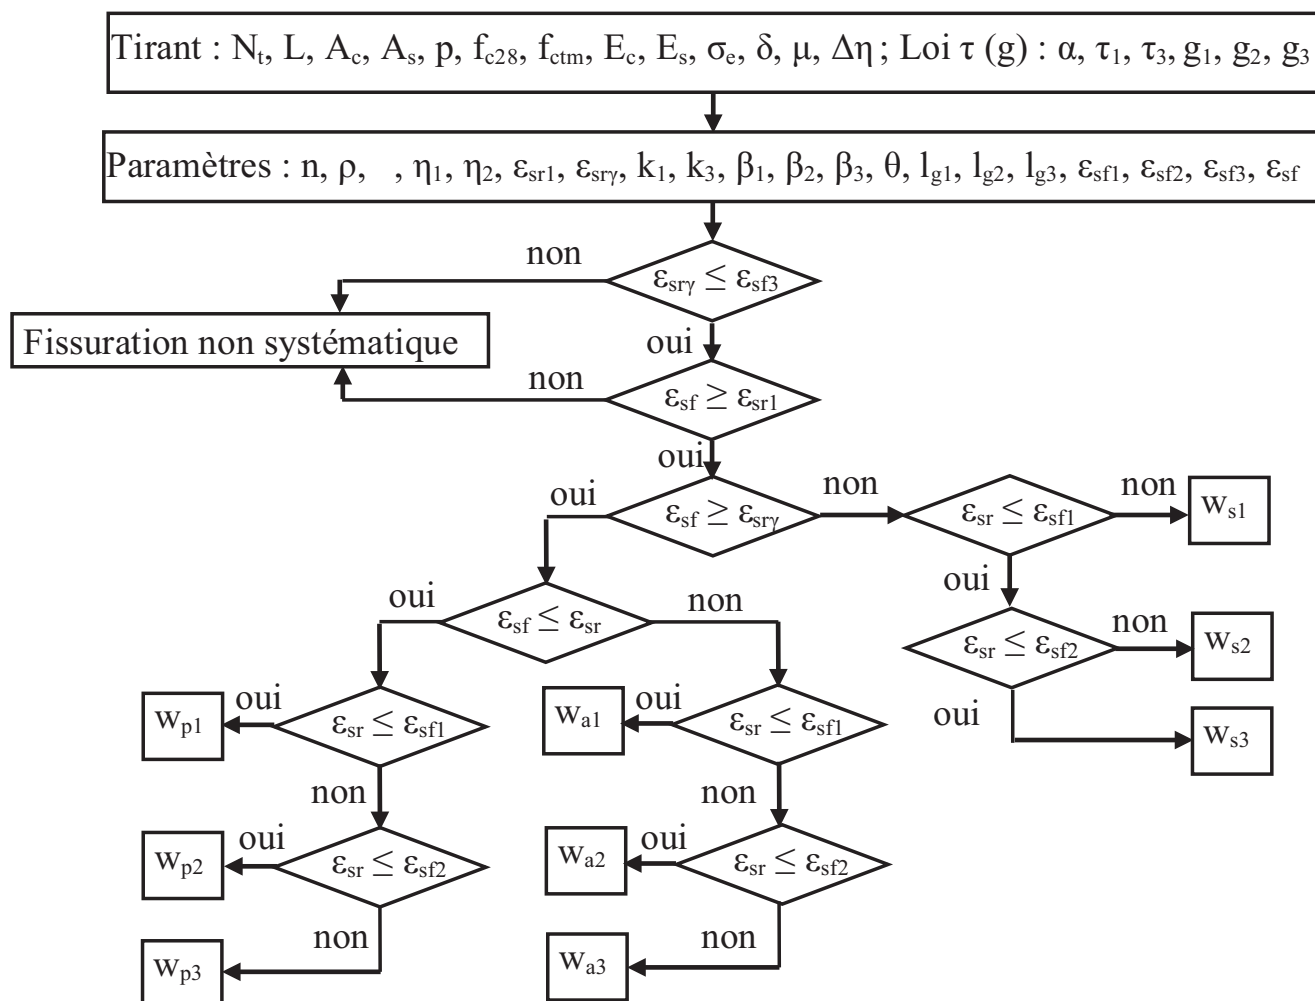 Tirant : Nt, L, Ac, As, p, fc28, fctm, Ec, Es, σe, δ, μ, Δη ; Loi τ (g) : α, τ1, τ3, g1, g2, g3
Paramètres : n, ρ, , η1, η2, εsr1, εsrγ, k1, k3, β1, β2, β3, θ, lg1, lg2, lg3, εsf1, εsf2, εsf3, εsf
non
εsrγ ≤ εsf3
Fissuration non systématique
oui
non
εsf ≥ εsr1
oui
oui
εsf ≥ εsrγ
non
εsr ≤ εsf1
non
ws1
oui
oui
εsf ≤ εsr
non
εsr ≤ εsf2
non
ws2
wp1
oui
εsr ≤ εsf1
wa1
oui
εsr ≤ εsf1
oui
ws3
non
non
wp2
oui
εsr ≤ εsf2
wa2
oui
εsr ≤ εsf2
non
non
wp3
wa3